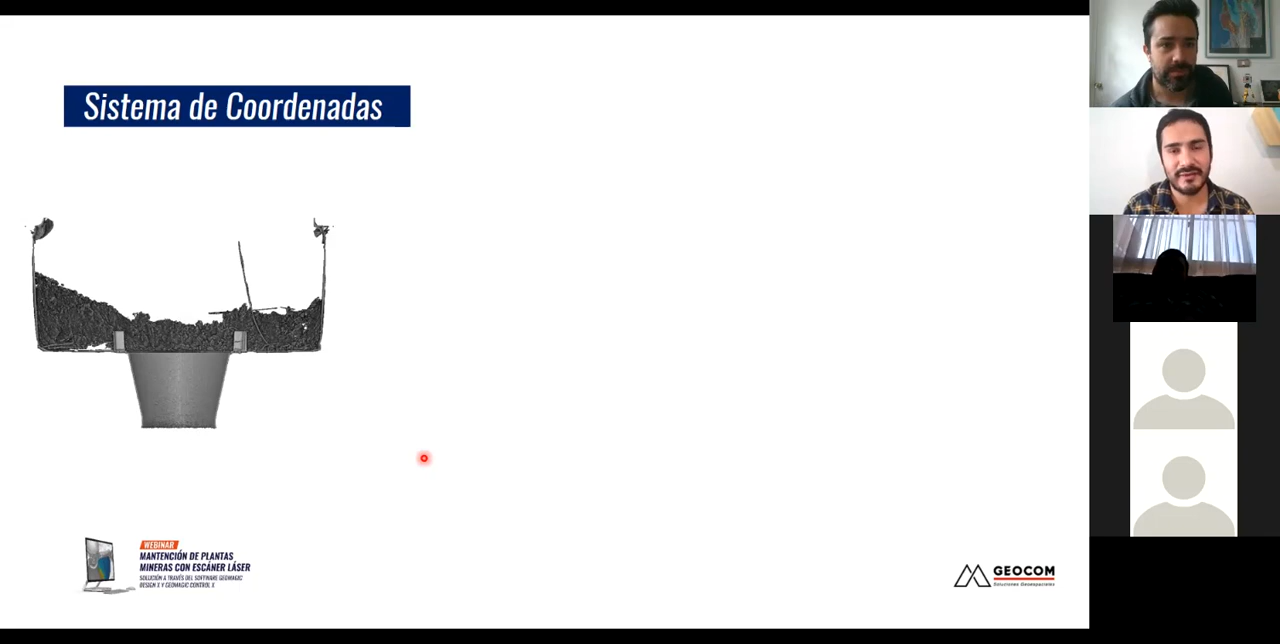 Sistema de Coordenadas
WEBINAR
MANTENCIÓN DE PLANTAS
MINERAS CON ESCÁNER LÁSER
SOLUCIÓN A TRAVÉS DEL SOFTWARE GEOMAGIC
DESIGN X Y GEOMAGIC CONTROL X
GEOCOM
Soluciones Geoespaciales